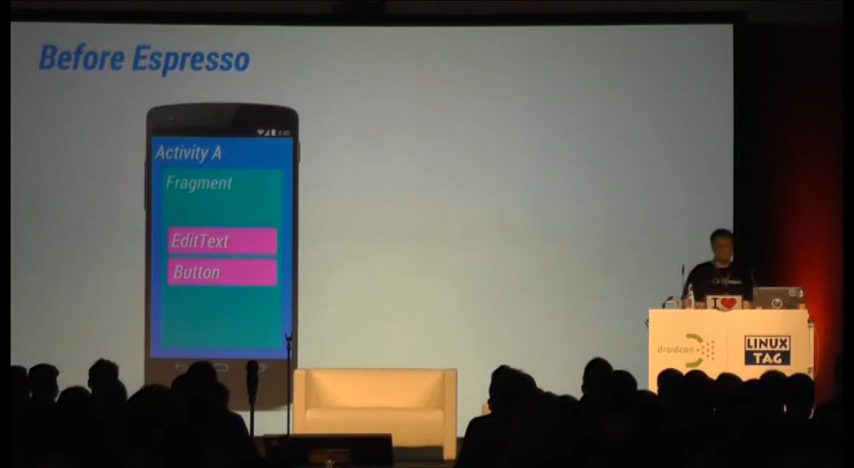 Before Espresso
Activity A
Fragment
EditText
Button
I
droidcon
LINUX
TAG